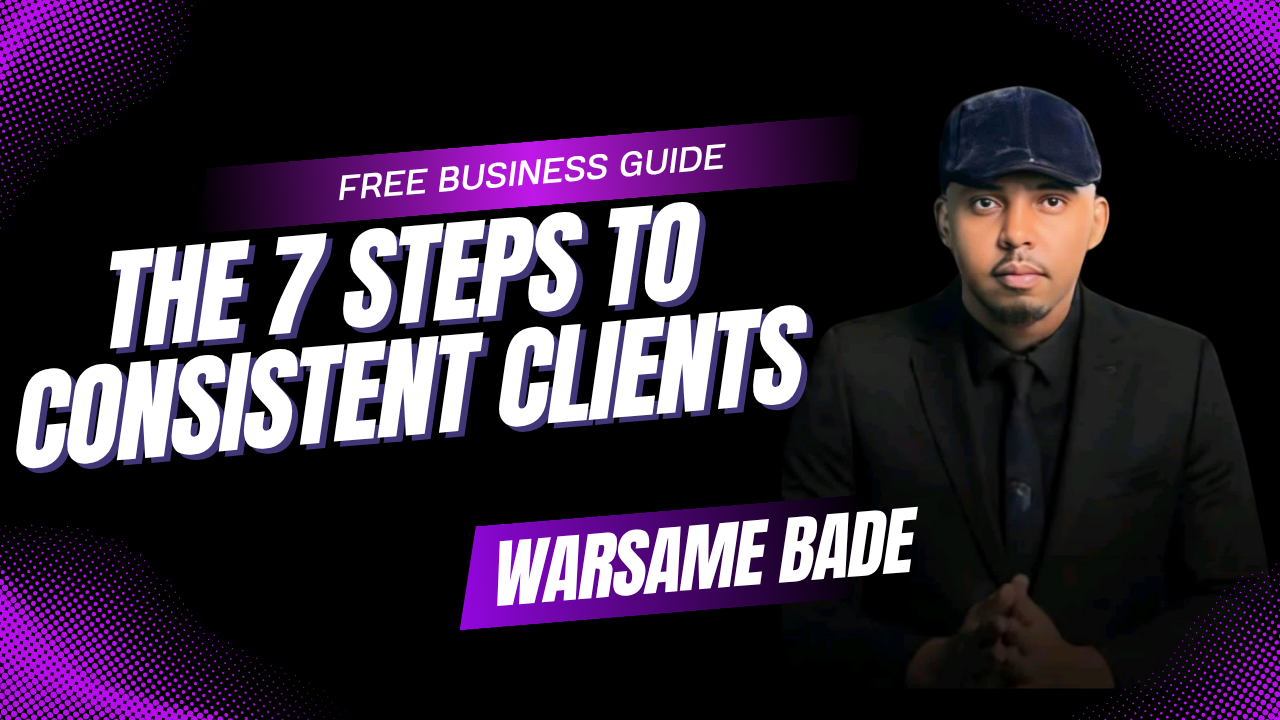 FREE BUSINESS GUIDE
THE 7 STEPS TO
CONSISTENT CLIENTS
WARSAME BADE